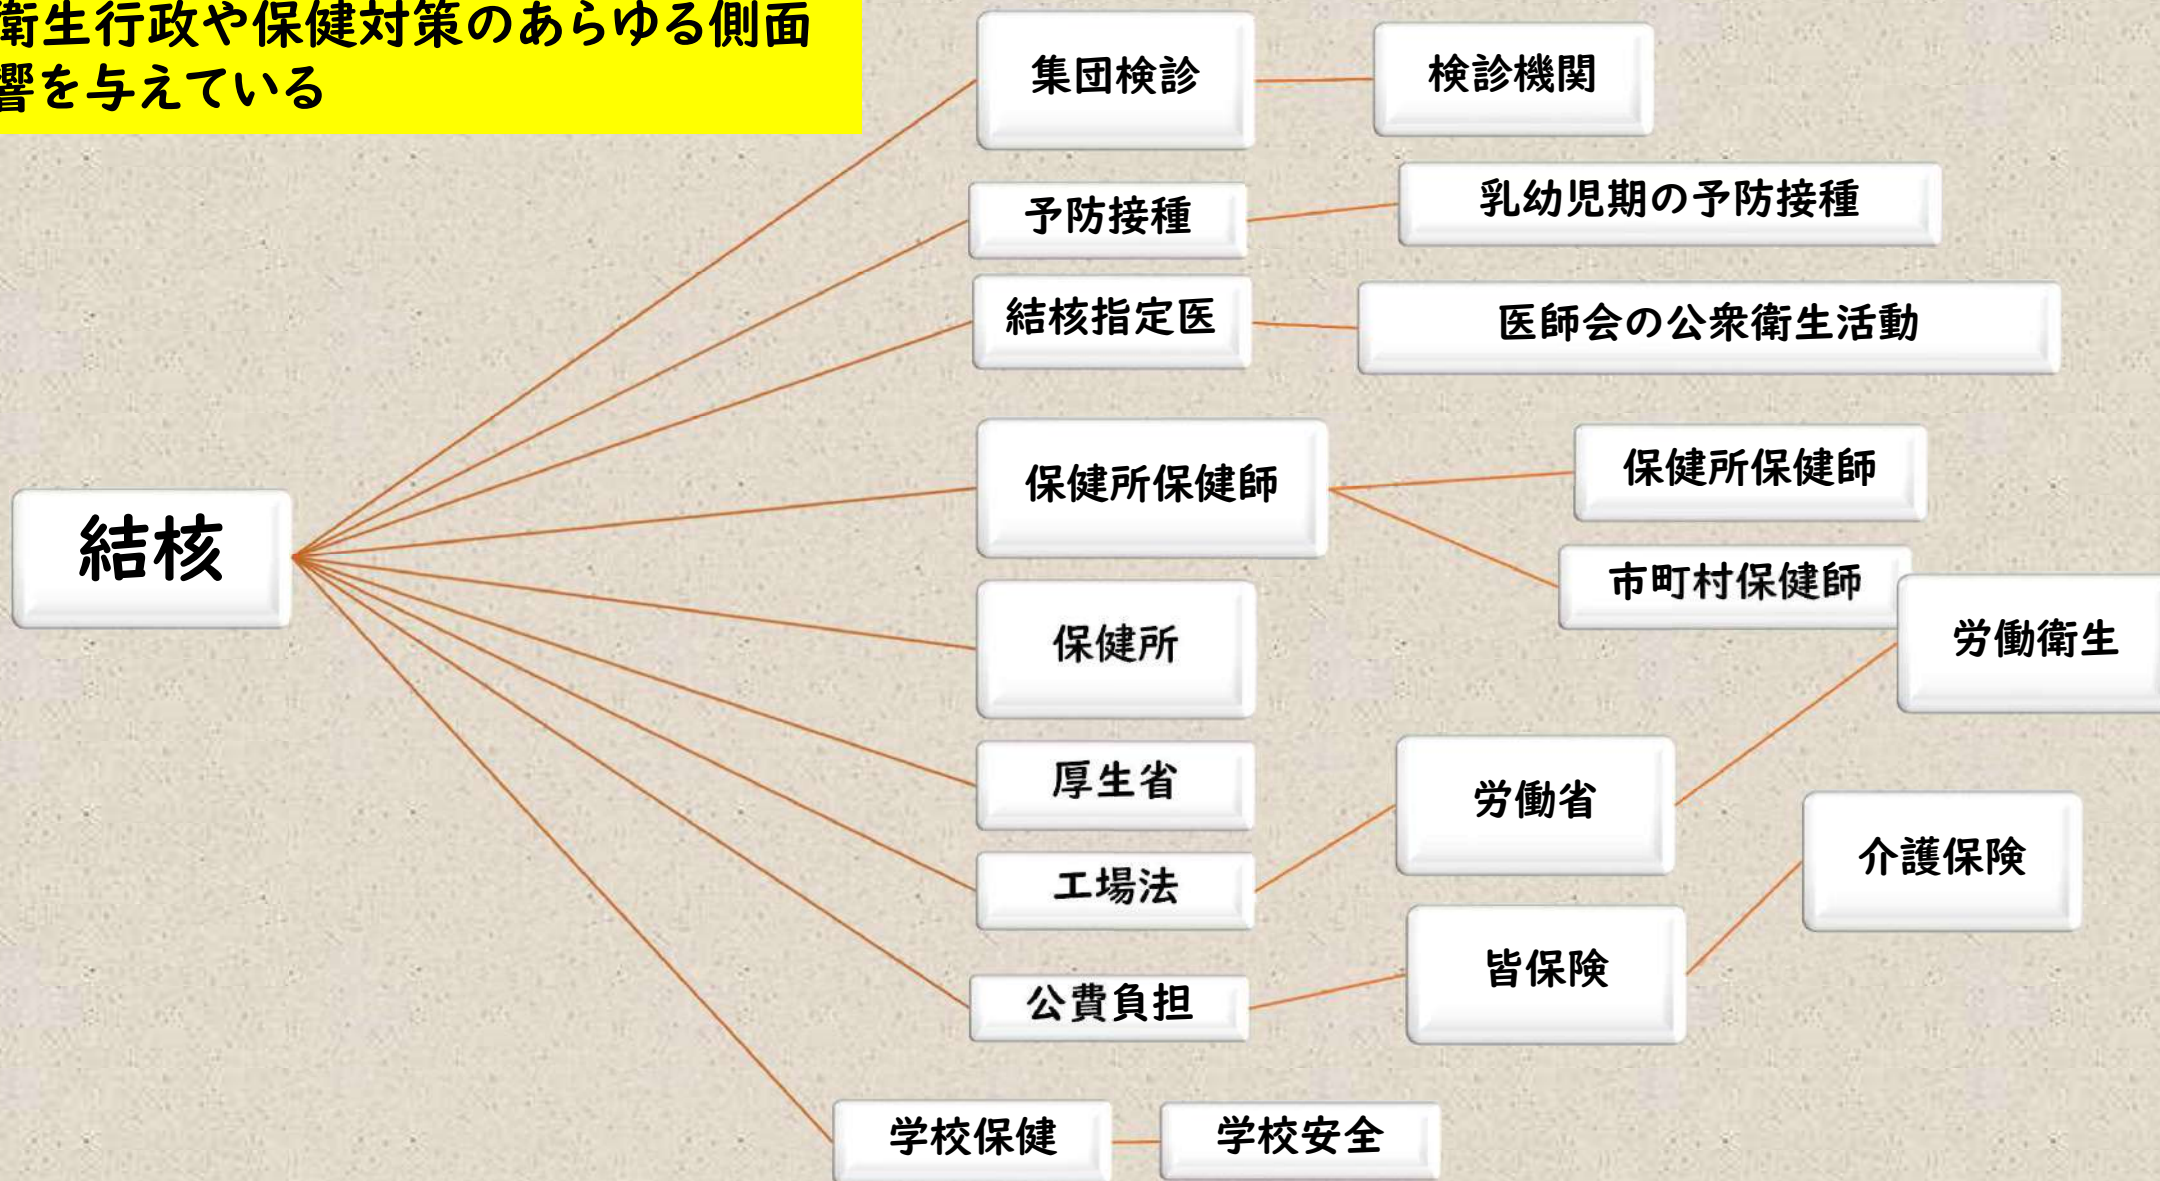 衛生行政や保健対策のあらゆる側面
響を与えている
集団検診
検診機関
予防接種
乳幼児期の予防接種
結核指定医
医師会の公衆衛生活動
結核
保健所保健師
保健所保健師
市町村保健師
労働衛生
保健所
厚生省
労働省
工場法
介護保険
皆保険
公費負担
学校保健
学校安全